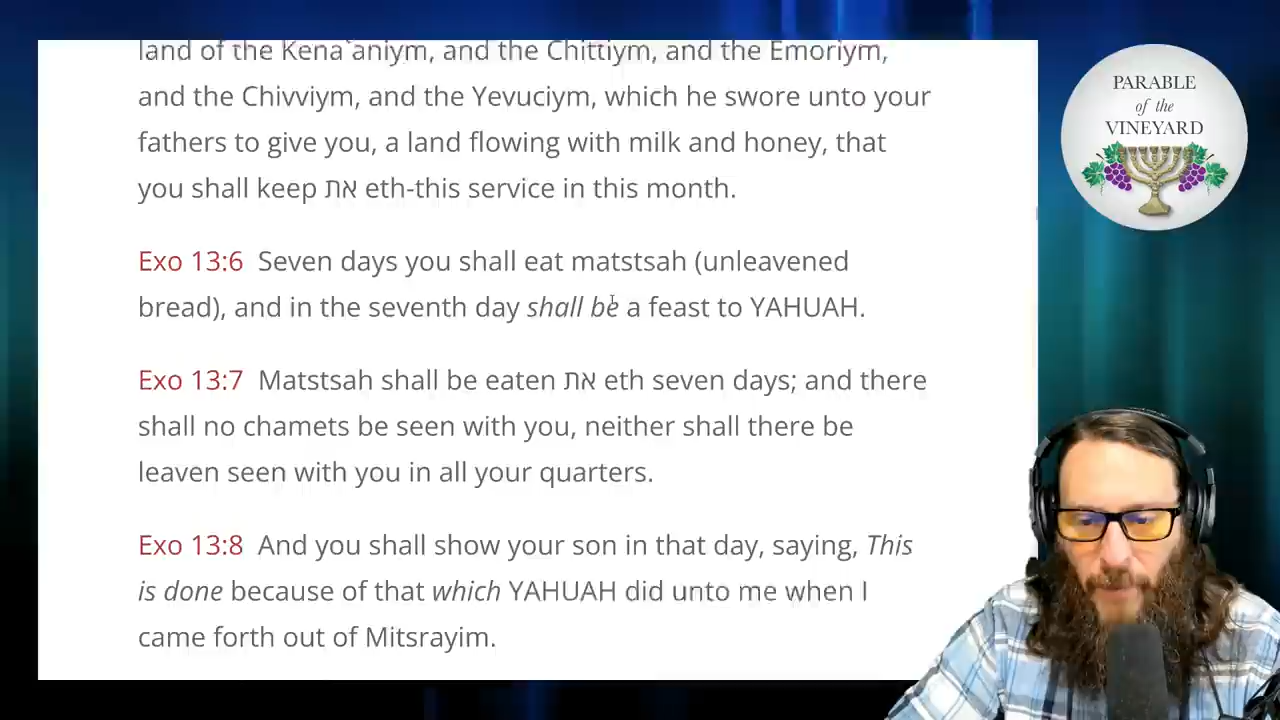 land of the Kena`aniym, and the Chittiym, and the Emoriym,
and the Chivviym, and the Yevuciym, which he swore unto your
fathers to give you, a land flowing with milk and honey, that
you shall keep את eth-this service in this month.
Exo 13:6 Seven days you shall eat matstsah (unleavened
bread), and in the seventh day shall be a feast to YAHUAH.
Exo 13:7 Matstsah shall be eaten את eth seven days; and there
shall no chamets be seen with you, neither shall there be
leaven seen with you in all your quarters.
Exo 13:8 And you shall show your son in that day, saying, This
is done because of that which YAHUAH did unto me when I
came forth out of Mitsrayim.
PARABLE
of the
VINEYARD